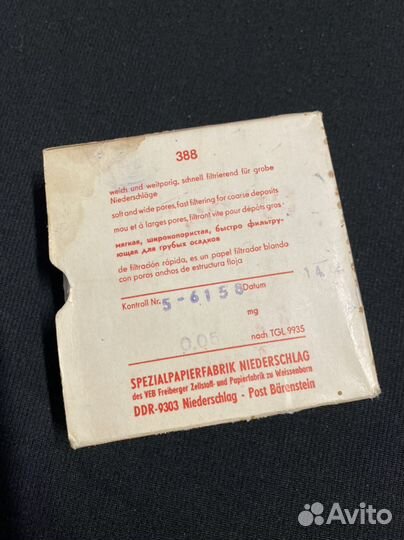 388
weich und weitporig, schnell filtrierend für grobe
Niederschläge
soft and wide pores, fast filtering for coarse deposits
mou et à larges pores, filtrant vite pour dépôts gros-
мягкая, широкопористая, быстро фильтру-
ющая для грубых осадков
de filtración rápida, es un papel filtrador blando
con poros anchos de estructura floja
Kontroll Nr. 5-6158 Datum 14
0,05 mg
nach TGL 9935
SPEZIALPAPIERFABRIK NIEDERSCHLAG
des VEB Freiberger Zellstoff- und Papierfabrik zu Weissenborn
DDR-9303 Niederschlag - Post Bärenstein
Avito